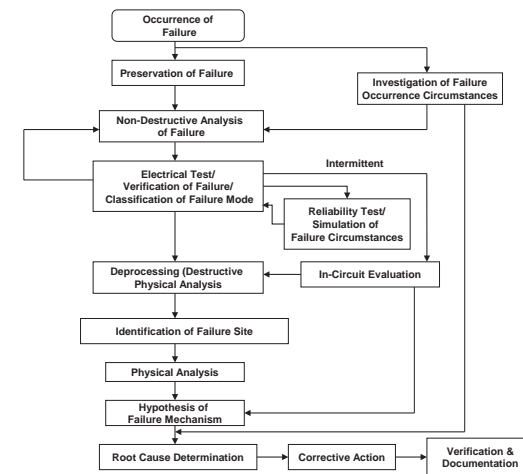 Occurrence of
Failure
Preservation of Failure
Investigation of Failure
Occurrence Circumstances
Non-Destructive Analysis
of Failure
Electrical Test/
Verification of Failure/
Classification of Failure Mode
Intermittent
Reliability Test/
Simulation of
Failure Circumstances
Deprocessing (Destructive
Physical Analysis
In-Circuit Evaluation
Identification of Failure Site
Physical Analysis
Hypothesis of
Failure Mechanism
Root Cause Determination
Corrective Action
Verification &
Documentation